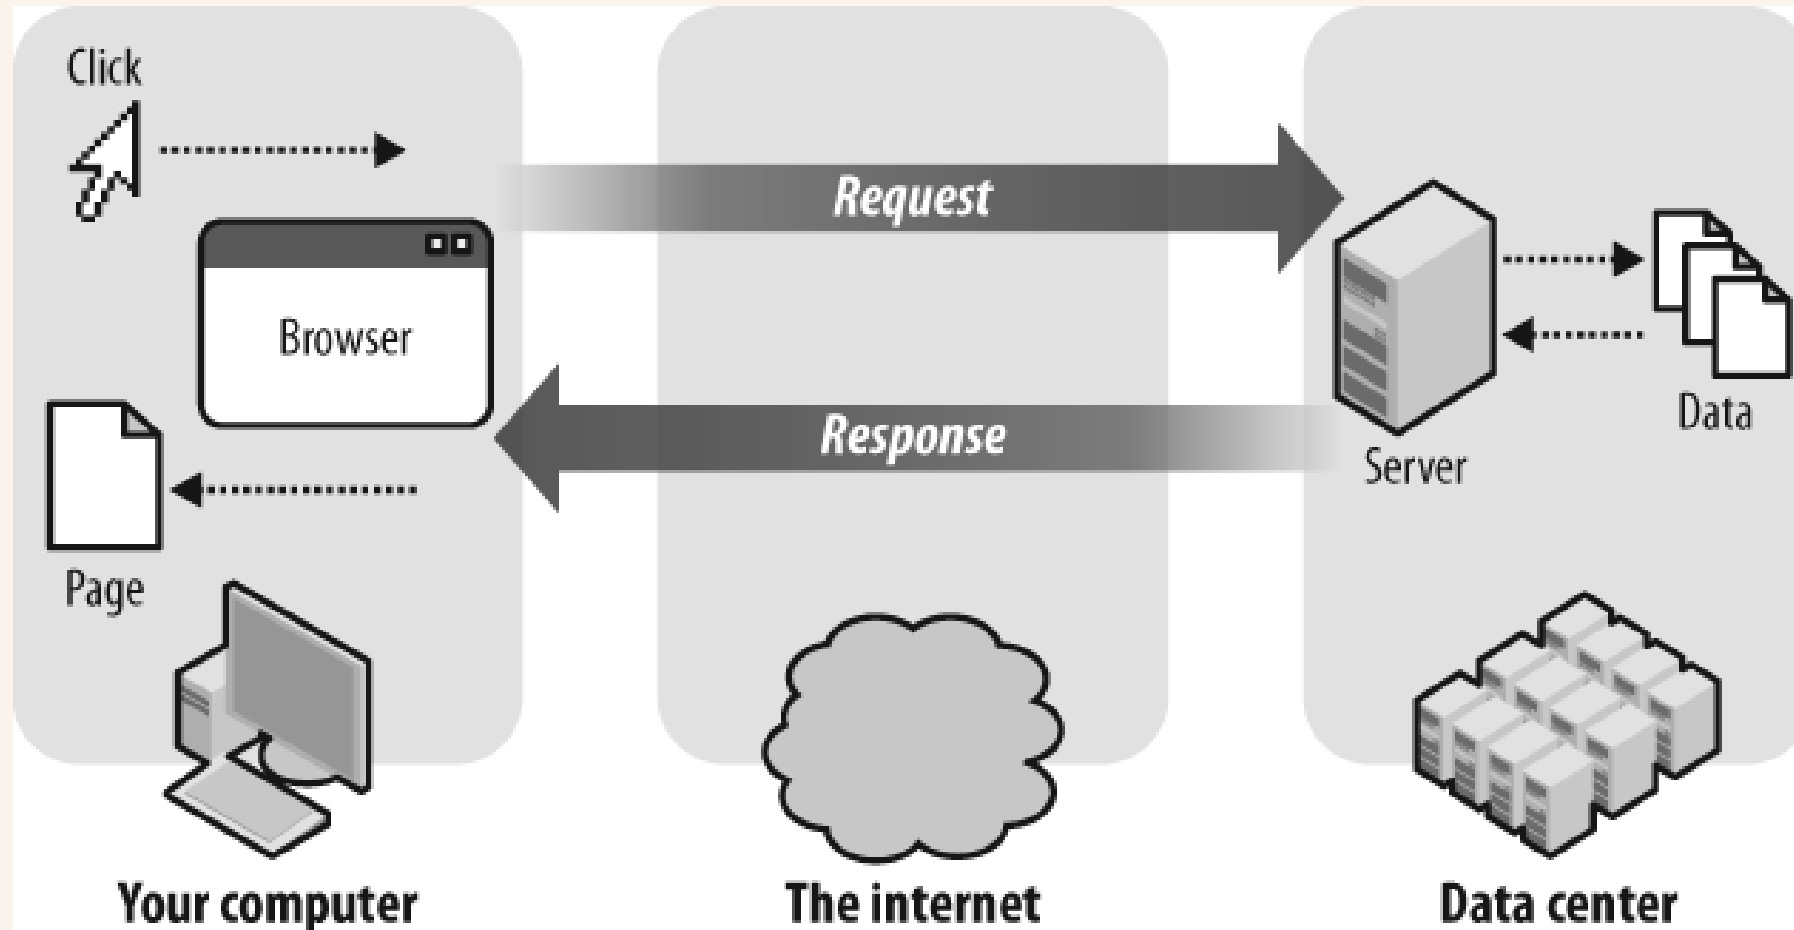 Click
Request
Browser
Response
Data
Server
Page
Your computer
The internet
Data center